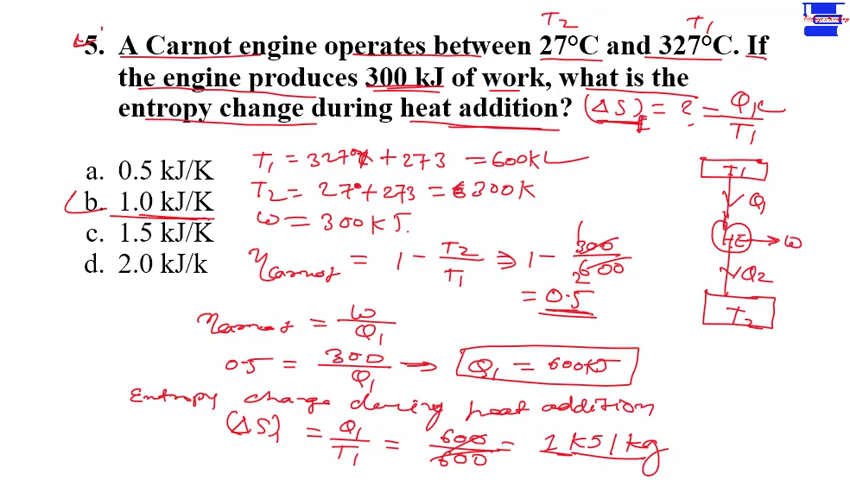 T₂ T₁
5. A Carnot engine operates between 27°C and 327°C. If
the engine produces 300 kJ of work, what is the
entropy change during heat addition? (ΔS) = ? = Q₁/T₁
a. 0.5 kJ/K
b. 1.0 kJ/K
c. 1.5 kJ/K
d. 2.0 kJ/k
T₁ = 327° + 273 = 600K
T₂ = 27° + 273 = 300K
W = 300KJ.
ηcarnot = 1 - T₂/T₁ ⇒ 1 - 300/600
= 0.5
T₁
Q₁
HE W
Q₂
T₂
ηcarnot = W/Q₁
0.5 = 300/Q₁ → Q₁ = 600KJ
Entropy change during heat addition
(ΔS) = Q₁/T₁ = 600/600 = 1 KJ/kg